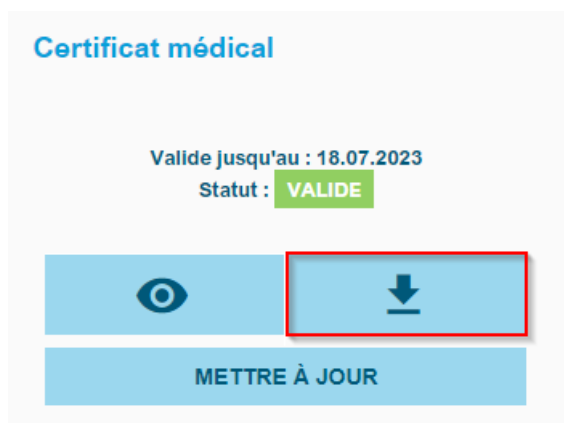 Certificat médical
Valide jusqu'au : 18.07.2023
Statut : VALIDE
METTRE À JOUR